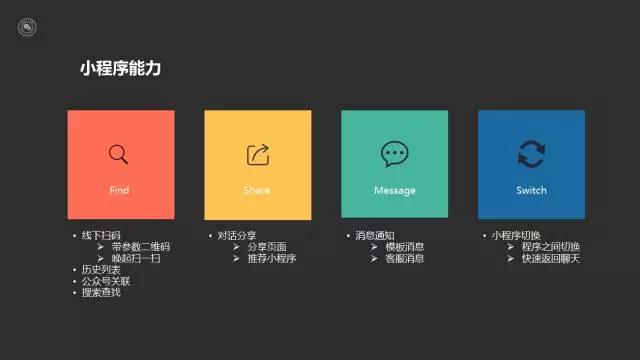 小程序能力
Find
Share
Message
Switch
• 线下扫码
➢ 带参数二维码
➢ 唤起扫一扫
• 历史列表
• 公众号关联
• 搜索查找
• 对话分享
➢ 分享页面
➢ 推荐小程序
• 消息通知
➢ 模板消息
➢ 客服消息
• 小程序切换
➢ 程序之间切换
➢ 快速返回聊天